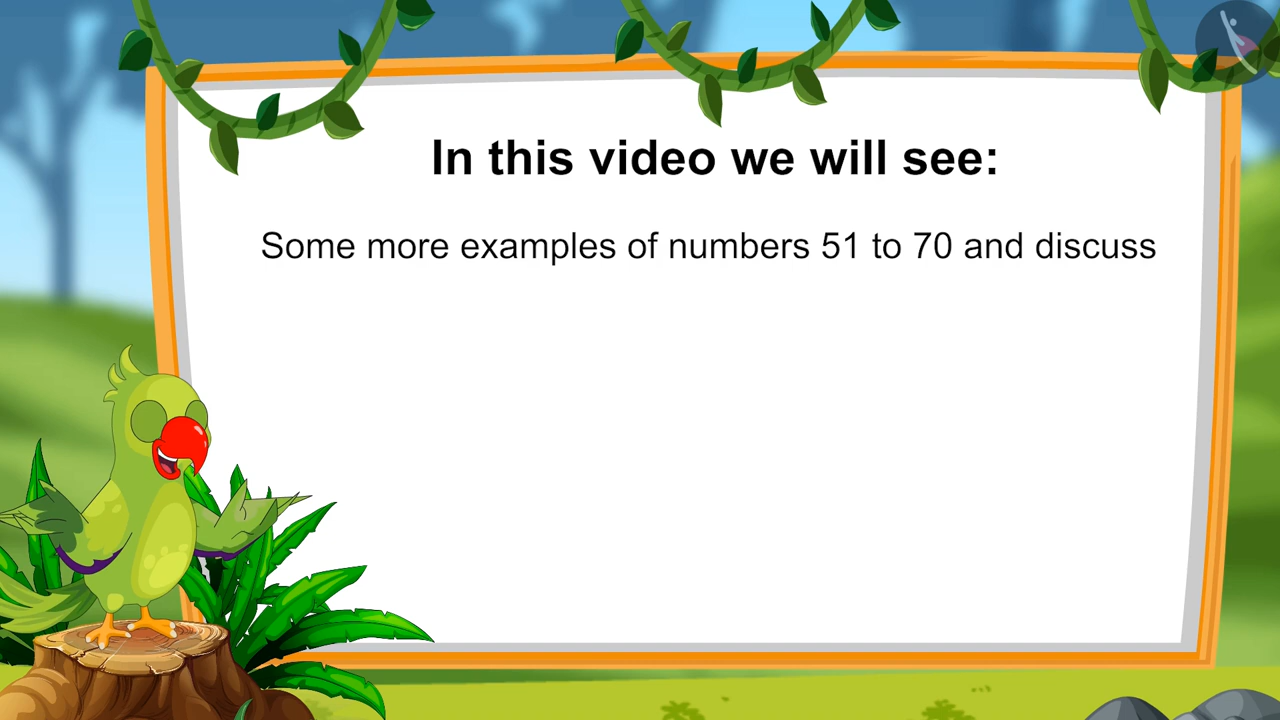 In this video we will see:
Some more examples of numbers 51 to 70 and discuss